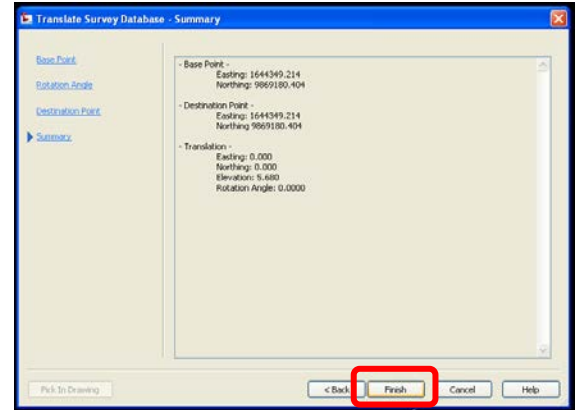 Translate Survey Database - Summary
Base Point
Rotation Angle
Destination Point
Summary
- Base Point -
Easting: 1644349.214
Northing: 9869180.404
- Destination Point -
Easting: 1644349.214
Northing 9869180.404
- Translation -
Easting: 0.000
Northing: 0.000
Elevation: 5.680
Rotation Angle: 0.0000
Pick In Drawing
< Back
Finish
Cancel
Help